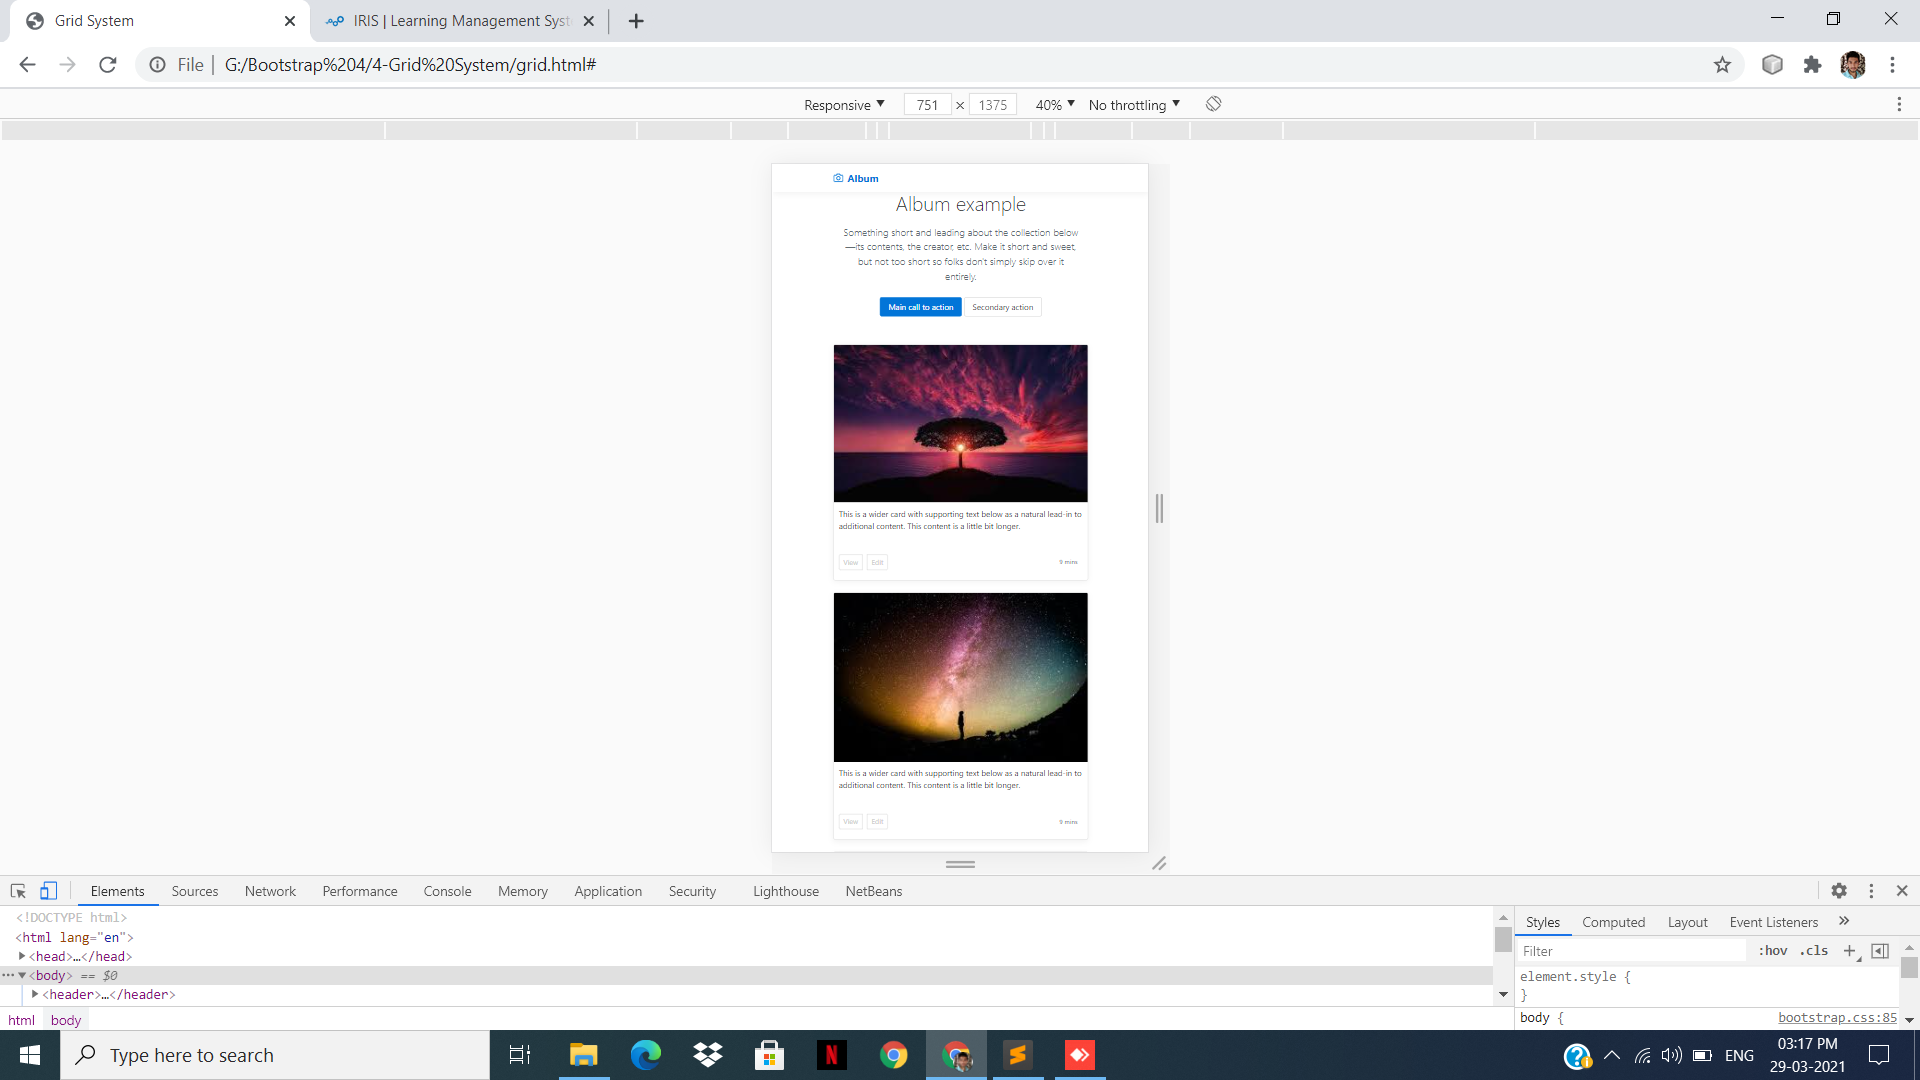 Grid System
IRIS | Learning Management Syst
File | G:/Bootstrap%204/4-Grid%20System/grid.html#
Responsive 751 × 1375 40% No throttling
Album
Album example
Something short and leading about the collection below
—its contents, the creator, etc. Make it short and sweet,
but not too short so folks don't simply skip over it
entirely.
Main call to action Secondary action
This is a wider card with supporting text below as a natural lead-in to
additional content. This content is a little bit longer.
View Edit 9 mins
This is a wider card with supporting text below as a natural lead-in to
additional content. This content is a little bit longer.
View Edit 9 mins
Elements Sources Network Performance Console Memory Application Security Lighthouse NetBeans
<!DOCTYPE html>
<html lang="en">
<head>…</head>
<body> == $0
<header>…</header>
html body
Styles Computed Layout Event Listeners »
Filter :hov .cls +
element.style {
}
body { bootstrap.css:85
Type here to search
ENG
03:17 PM
29-03-2021